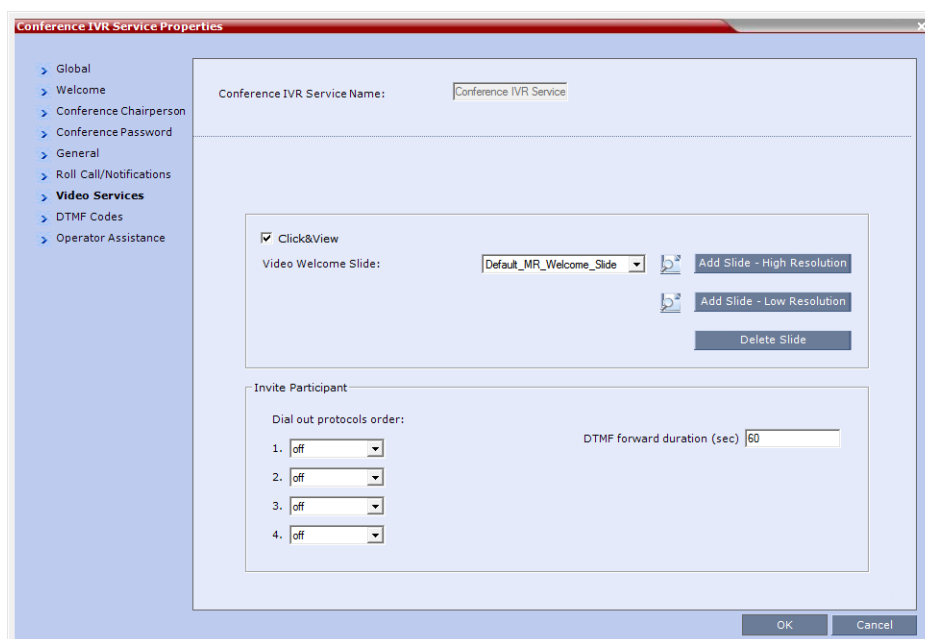 Conference IVR Service Properties
Global
Welcome
Conference Chairperson
Conference Password
General
Roll Call/Notifications
Video Services
DTMF Codes
Operator Assistance
Conference IVR Service Name: Conference IVR Service
Click&View
Video Welcome Slide: Default_MR_Welcome_Slide Add Slide - High Resolution
Add Slide - Low Resolution
Delete Slide
Invite Participant
Dial out protocols order:
DTMF forward duration (sec) 60
1. off
2. off
3. off
4. off
OK Cancel